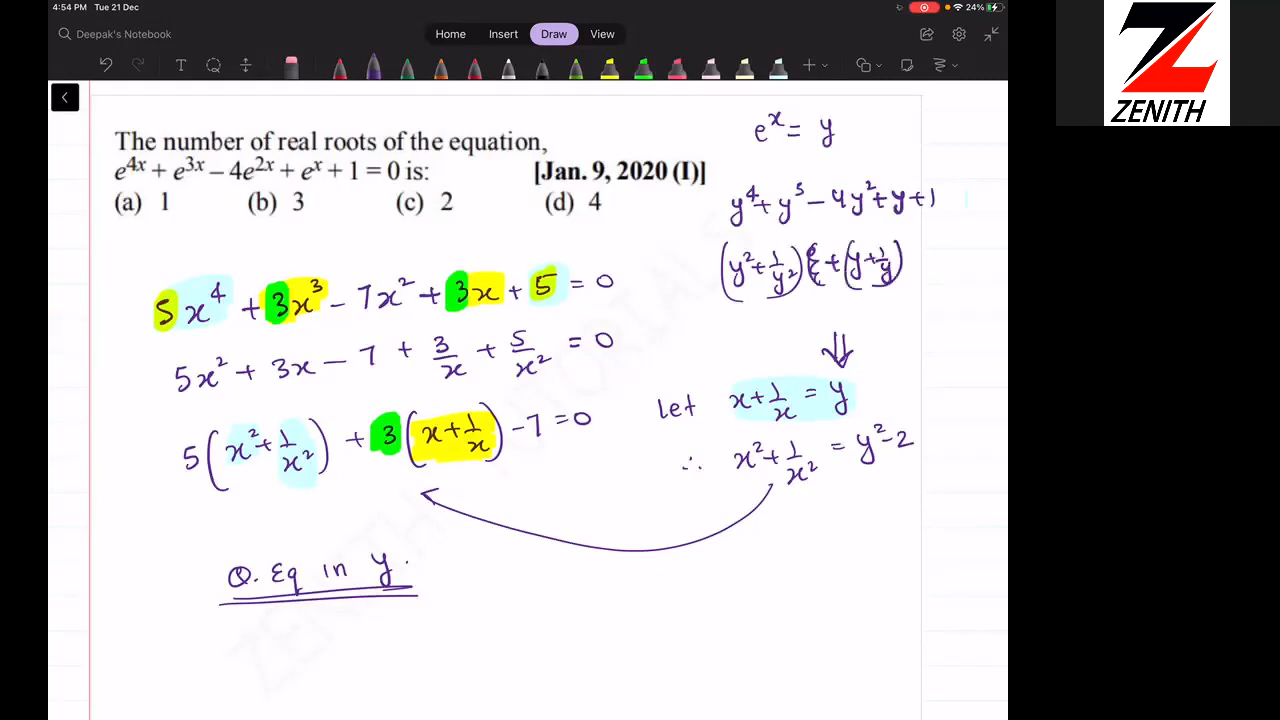 4:54 PM Tue 21 Dec
24%
Deepak's Notebook
Home Insert Draw View
ZENITH
The number of real roots of the equation,
e^4x + e^3x – 4e^2x + e^x + 1 = 0 is: [Jan. 9, 2020 (I)]
(a) 1 (b) 3 (c) 2 (d) 4
e^x = y
y^4 + y^3 - 4y^2 + y + 1
(y^2 + 1/y^2) + (y + 1/y)
5x^4 + 3x^3 - 7x^2 + 3x + 5 = 0
5x^2 + 3x - 7 + 3/x + 5/x^2 = 0
5(x^2 + 1/x^2) + 3(x + 1/x) - 7 = 0
Let x + 1/x = y
∴ x^2 + 1/x^2 = y^2 - 2
Q. Eq in y.